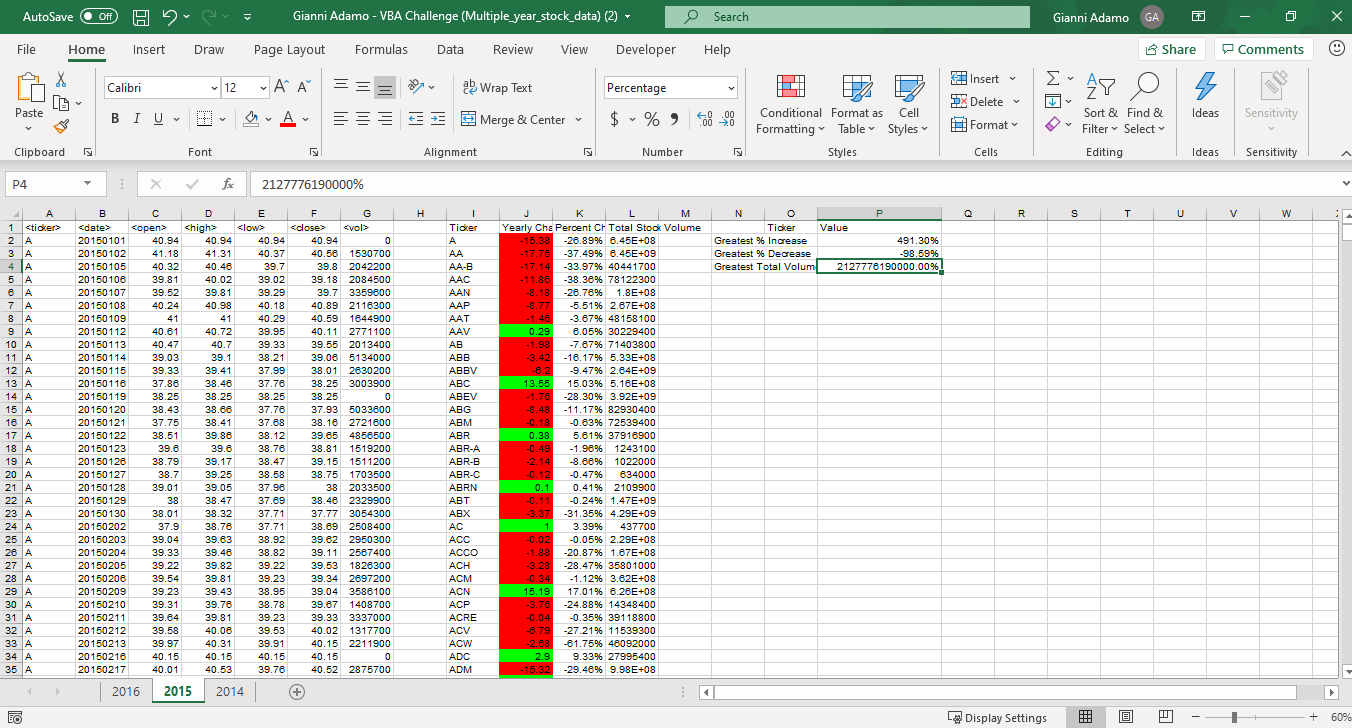 AutoSave Off Gianni Adamo - VBA Challenge (Multiple_year_stock_data) (2) Search Gianni Adamo GA
File Home Insert Draw Page Layout Formulas Data Review View Developer Help Share Comments
Calibri 12 Wrap Text Percentage Insert
Paste B I U Merge & Center $ % Conditional Formatting Format as Table Cell Styles Delete Format Sort & Filter Find & Select Ideas Sensitivity
Clipboard Font Alignment Number Styles Cells Editing Ideas Sensitivity
P4 fx 2127776190000%
A B C D E F G H I J K L M N O P Q R S T U V W
1 <ticker> <date> <open> <high> <low> <close> <vol> Ticker Yearly Cha Percent Ch Total Stock Volume Ticker Value
2 A 20150101 40.94 40.94 40.94 40.94 0 A -16.38 -26.89% 6.45E+08 Greatest % Increase 491.30%
3 A 20150102 41.18 41.31 40.37 40.56 1530700 AA -17.76 -37.49% 6.45E+09 Greatest % Decrease -98.59%
4 A 20150105 40.32 40.46 39.7 39.8 2042200 AA-B -17.14 -33.97% 40441700 Greatest Total Volum 2127776190000.00%
5 A 20150106 39.81 40.02 39.02 39.18 2084500 AAC -38.36% 78122300
6 A 20150107 39.52 39.81 39.29 39.7 3359600 AAN -8.18 -26.76% 1.8E+08
7 A 20150108 40.24 40.98 40.18 40.89 2116300 AAP -8.77 -5.51% 2.67E+08
8 A 20150109 41 41 40.29 40.59 1644900 AAT -1.46 -3.67% 48158100
9 A 20150112 40.61 40.72 39.95 40.11 2771100 AAV 0.29 6.05% 30229400
10 A 20150113 40.47 40.7 39.33 39.55 2013400 AB -1.98 -7.67% 71403800
11 A 20150114 39.03 39.1 38.21 39.06 5134000 ABB -3.42 -16.17% 5.33E+08
12 A 20150115 39.33 39.41 37.99 38.01 2630200 ABBV -6.2 -9.47% 2.64E+09
13 A 20150116 37.86 38.46 37.76 38.25 3003900 ABC 13.55 15.03% 5.16E+08
14 A 20150119 38.25 38.25 38.25 38.25 0 ABEV -1.76 -28.30% 3.92E+09
15 A 20150120 38.43 38.66 37.76 37.93 5033600 ABG -8.43 -11.17% 82930400
16 A 20150121 37.75 38.41 37.68 38.16 2721600 ABM -0.18 -0.63% 72539400
17 A 20150122 38.51 39.86 38.12 39.65 4856500 ABR 0.38 5.61% 37916900
18 A 20150123 39.6 39.6 38.76 38.81 1519200 ABR-A -0.49 -1.96% 1243100
19 A 20150126 38.79 39.17 38.47 39.15 1511200 ABR-B -2.14 -8.66% 1022000
20 A 20150127 38.7 39.25 38.58 38.75 1703500 ABR-C -0.12 -0.47% 634000
21 A 20150128 39.01 39.05 37.96 38 2033500 ABRN 0.1 0.41% 2109900
22 A 20150129 38 38.47 37.69 38.46 2329900 ABT -0.11 -0.24% 1.47E+09
23 A 20150130 38.01 38.32 37.71 37.77 3054300 ABX -3.37 -31.35% 4.29E+09
24 A 20150202 37.9 38.76 37.71 38.69 2508400 AC 1 3.39% 437700
25 A 20150203 39.04 39.63 38.92 39.62 2950300 ACC -0.02 -0.05% 2.29E+08
26 A 20150204 39.33 39.46 38.82 39.11 2567400 ACCO -1.88 -20.87% 1.67E+08
27 A 20150205 39.22 39.82 39.22 39.53 1826300 ACH -3.28 -28.47% 35801000
28 A 20150206 39.54 39.81 39.23 39.34 2697200 ACM -0.34 -1.12% 3.62E+08
29 A 20150209 39.23 39.43 38.95 39.04 3586100 ACN 15.19 17.01% 6.26E+08
30 A 20150210 39.31 39.76 38.78 39.67 1408700 ACP -3.76 -24.88% 14348400
31 A 20150211 39.64 39.81 39.23 39.33 3337000 ACRE -0.04 -0.35% 39118800
32 A 20150212 39.58 40.06 39.53 40.02 1317700 ACV -6.79 -27.21% 11539300
33 A 20150213 39.97 40.31 39.91 40.15 2211900 ACW -61.75% 46092000
34 A 20150216 40.15 40.15 40.15 40.15 0 ADC 2.9 9.33% 27995400
35 A 20150217 40.01 40.53 39.76 40.52 2875700 ADM -15.32 -29.46% 9.98E+08
2016 2015 2014
Display Settings 60%